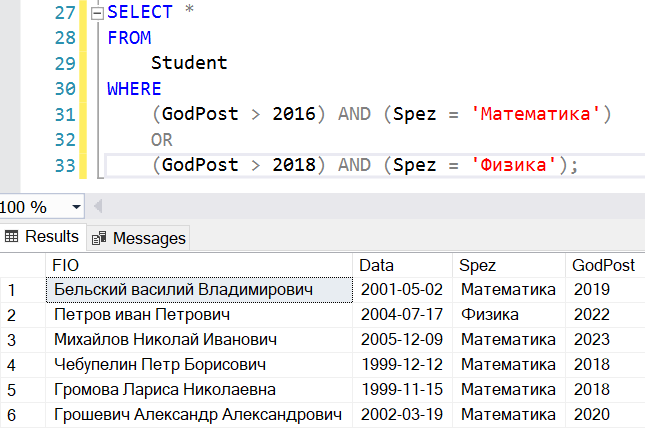 27 SELECT *
28 FROM
29 Student
30 WHERE
31 (GodPost > 2016) AND (Spez = 'Математика')
32 OR
33 (GodPost > 2018) AND (Spez = 'Физика');
100 %
Results Messages
FIO Data Spez GodPost
1 Бельский василий Владимирович 2001-05-02 Математика 2019
2 Петров иван Петрович 2004-07-17 Физика 2022
3 Михайлов Николай Иванович 2005-12-09 Математика 2023
4 Чебупелин Петр Борисович 1999-12-12 Математика 2018
5 Громова Лариса Николаевна 1999-11-15 Математика 2018
6 Грошевич Александр Александрович 2002-03-19 Математика 2020